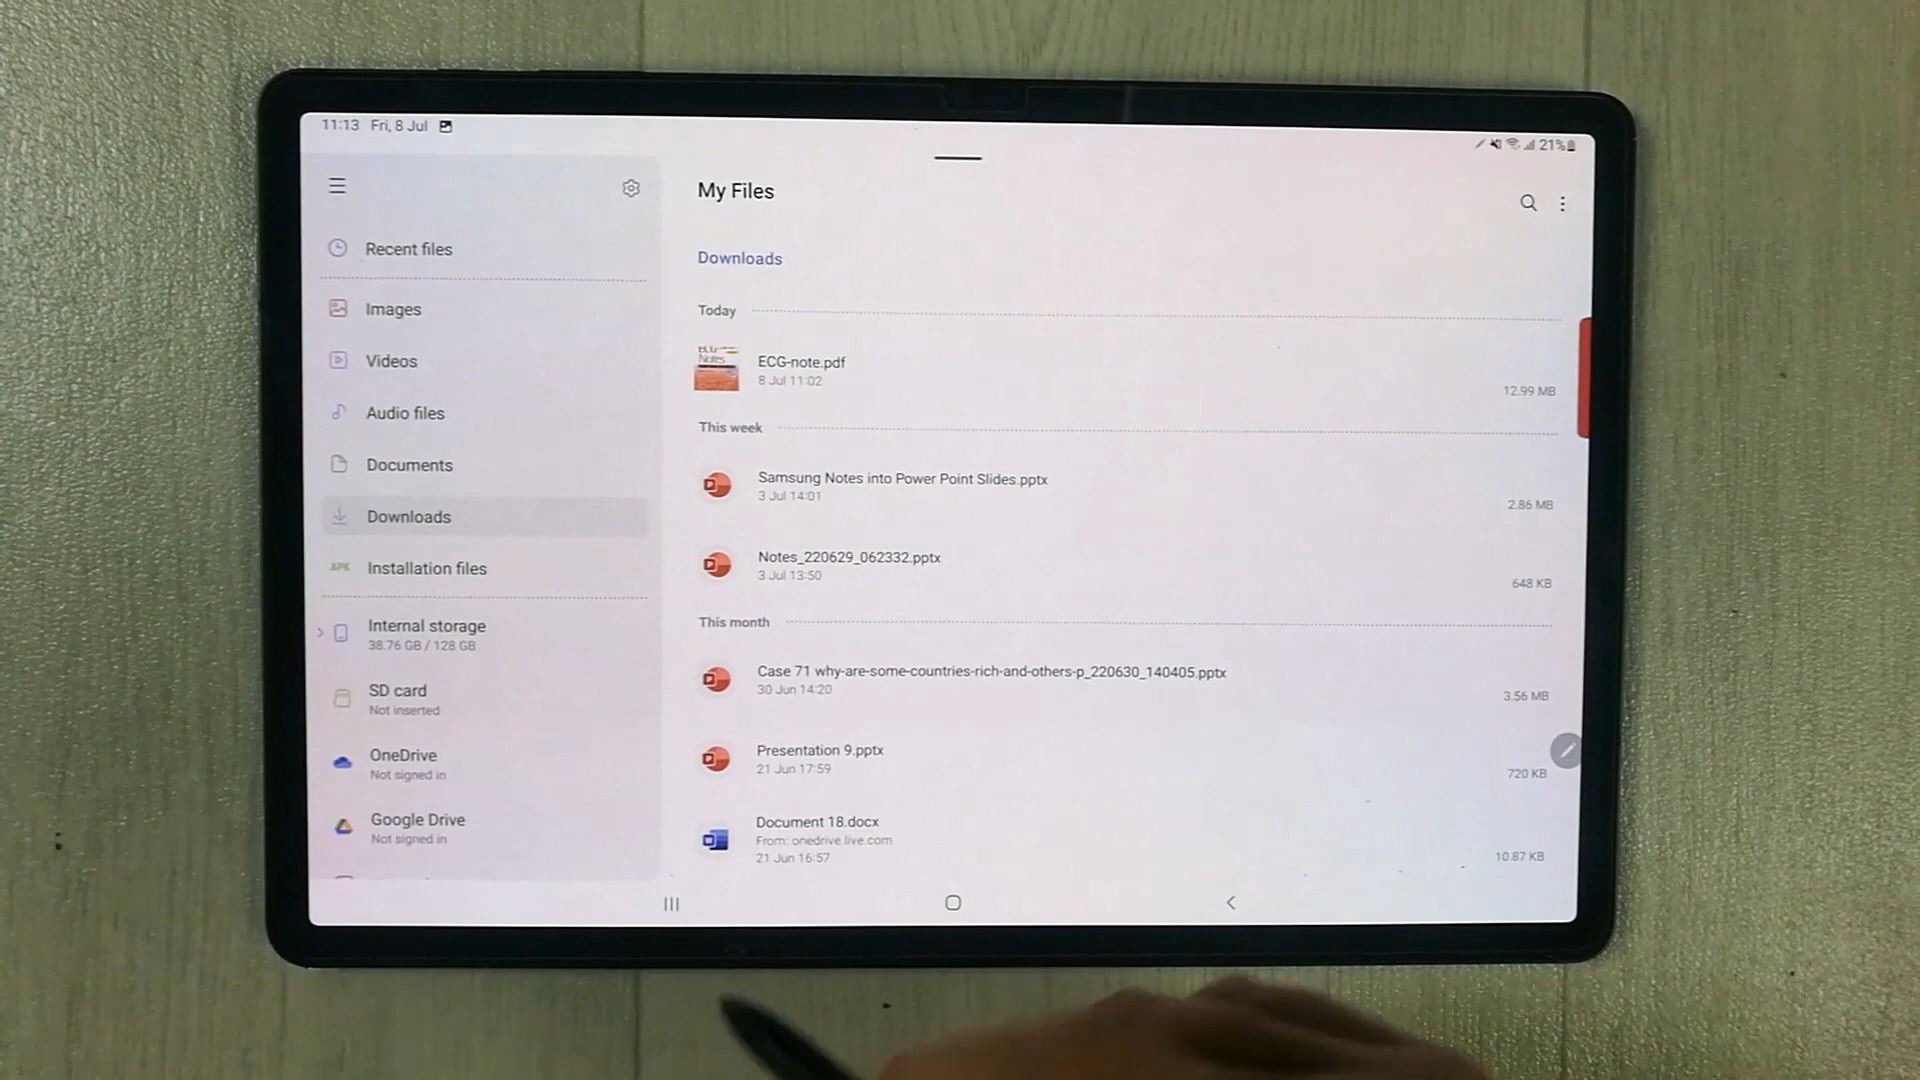 11:13 Fri, 8 Jul
21%
My Files
Recent files
Images
Videos
Audio files
Documents
Downloads
APK Installation files
Internal storage
38.76 GB / 128 GB
SD card
Not inserted
OneDrive
Not signed in
Google Drive
Not signed in
Downloads
Today
ECG Notes
ECG-note.pdf
8 Jul 11:02
12.99 MB
This week
Samsung Notes into Power Point Slides.pptx
3 Jul 14:01
2.86 MB
Notes_220629_062332.pptx
3 Jul 13:50
648 KB
This month
Case 71 why-are-some-countries-rich-and-others-p_220630_140405.pptx
30 Jun 14:20
3.56 MB
Presentation 9.pptx
21 Jun 17:59
720 KB
Document 18.docx
From: onedrive.live.com
21 Jun 16:57
10.87 KB